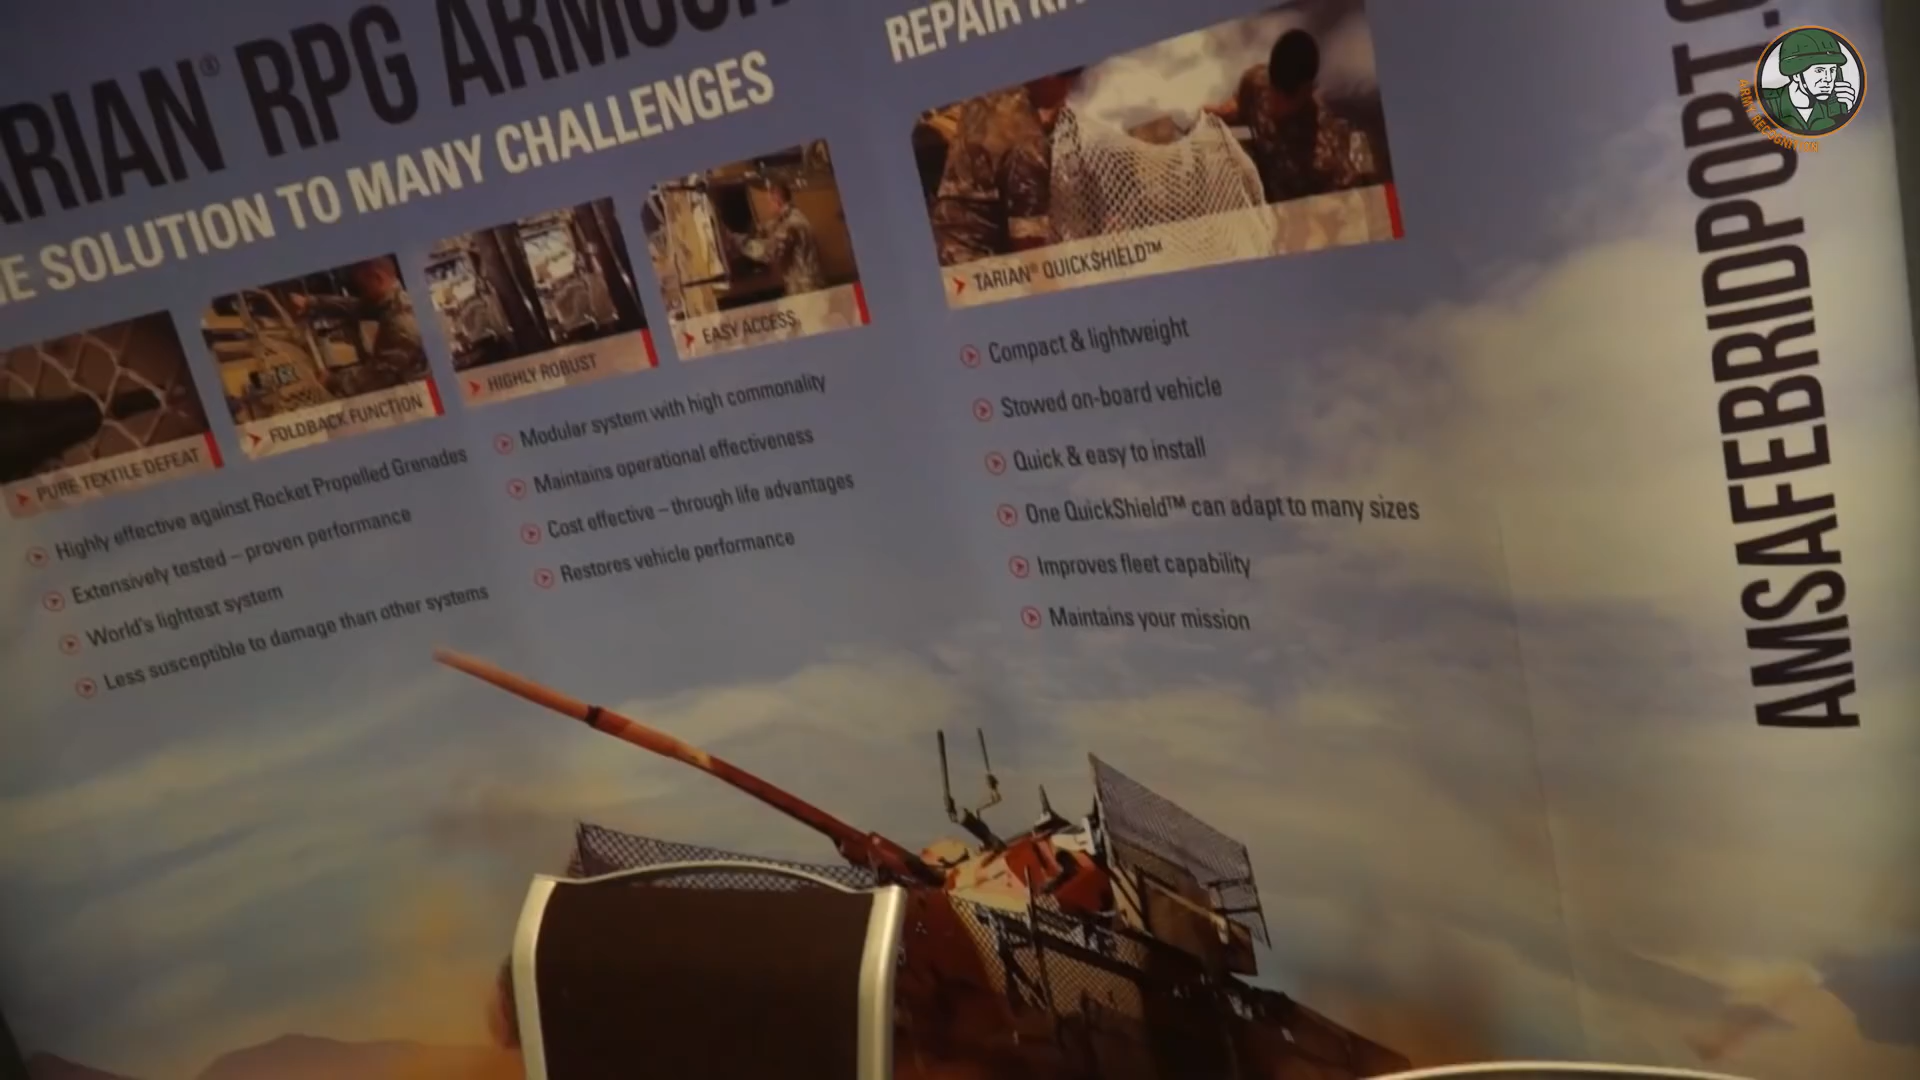 RIAN® RPG ARMOUR
E SOLUTION TO MANY CHALLENGES
PURE TEXTILE DEFEAT
FOLDBACK FUNCTION
HIGHLY ROBUST
EASY ACCESS
Highly effective against Rocket Propelled Grenades
Extensively tested – proven performance
World's lightest system
Less susceptible to damage than other systems
Modular system with high commonality
Maintains operational effectiveness
Cost effective – through life advantages
Restores vehicle performance
REPAIR
TARIAN® QUICKSHIELD™
Compact & lightweight
Stowed on-board vehicle
Quick & easy to install
One QuickShield™ can adapt to many sizes
Improves fleet capability
Maintains your mission
AMSAFEBRIDPORT.
ARMY RECOGNITION